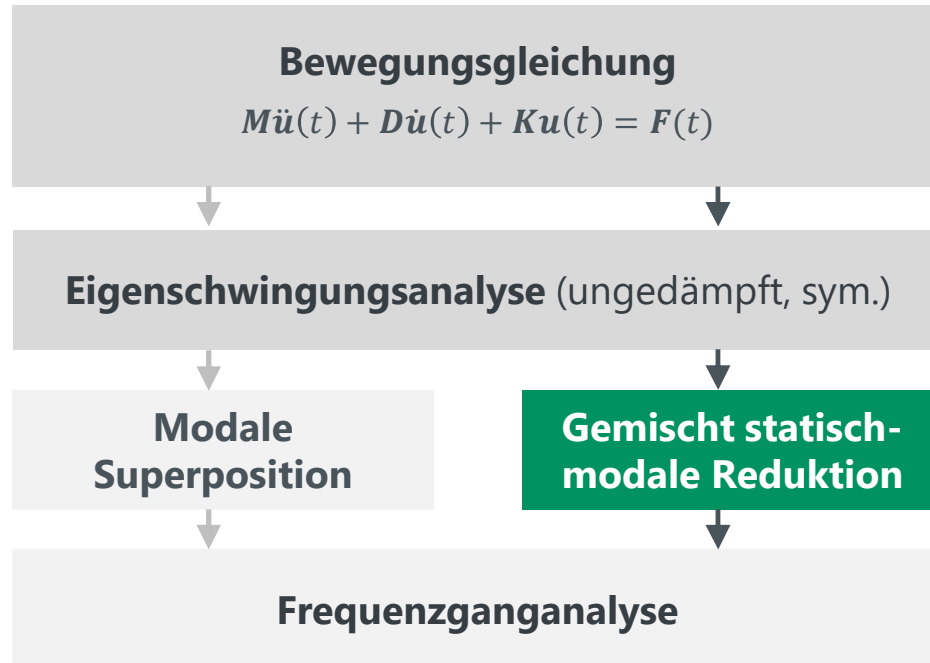 Bewegungsgleichung
Mü(t) + Du̇(t) + Ku(t) = F(t)
Eigenschwingungsanalyse (ungedämpft, sym.)
Modale
Superposition
Gemischt statisch-
modale Reduktion
Frequenzganganalyse